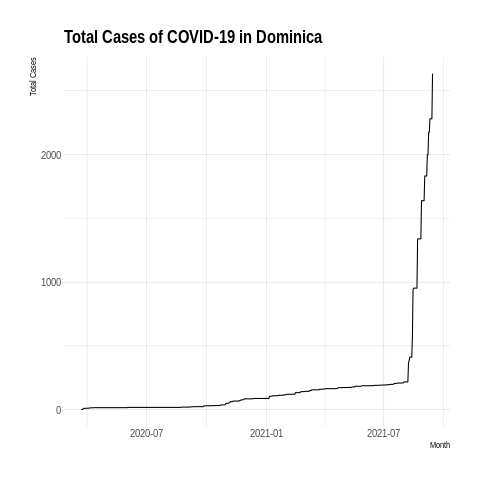 Total Cases of COVID-19 in Dominica
Total Cases
2000
1000
0
2020-07 2021-01 2021-07
Month